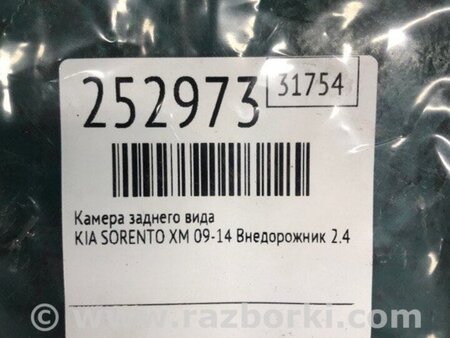 252973
31754
Камера заднего вида
KIA SORENTO XM 09-14 Внедорожник 2.4
© www.razborki.com